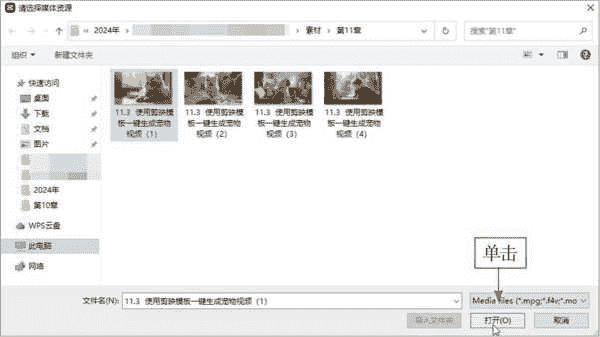 请选择媒体资源
« 2024年
› 素材 › 第11章
搜索"第11章"
组织 新建文件夹
快速访问
桌面
下载
文档
图片
2024年
第10章
WPS云盘
此电脑
网络
11.3 使用剪映模
板一键生成宠物
视频（1）
11.3 使用剪映模
板一键生成宠物
视频（2）
11.3 使用剪映模
板一键生成宠物
视频（3）
11.3 使用剪映模
板一键生成宠物
视频（4）
单击
文件名(N): 11.3 使用剪映模板一键生成宠物视频（1） Media files (*.mpg;*.f4v;*.mo
导入文件夹 打开(O) 取消